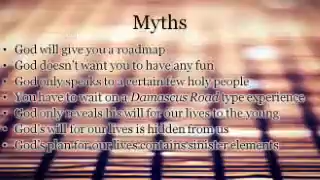 Myths
• God will give you a roadmap
• God doesn't want you to have any fun
• God only speaks to a certain few holy people
• You have to wait on a Damascus Road type experience
• God only reveals his will for our lives to the young
• God's will for our lives is hidden from us
• God's plan for our lives contains sinister elements